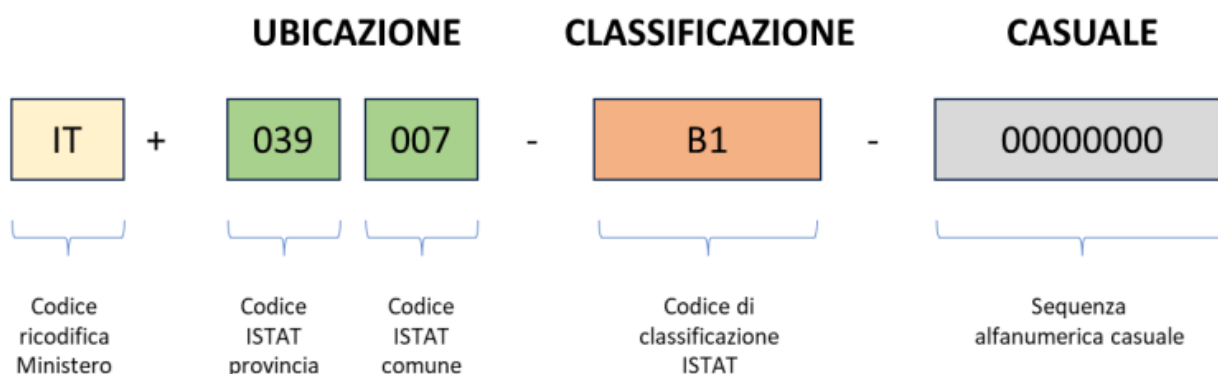 UBICAZIONE CLASSIFICAZIONE CASUALE
IT + 039 007 - B1 - 00000000
Codice ricodifica Ministero
Codice ISTAT provincia
Codice ISTAT comune
Codice di classificazione ISTAT
Sequenza alfanumerica casuale